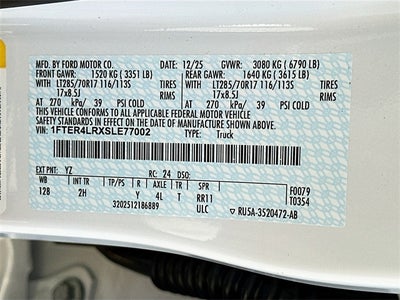 MFD. BY FORD MOTOR CO. 12/25 GVWR: 3080 KG ( 6790 LB)
FRONT GAWR: 1520 KG ( 3351 LB) REAR GAWR: 1640 KG ( 3615 LB)
LT285/70R17 116/113S TIRES LT285/70R17 116/113S TIRES
17x8.5J RIMS 17x8.5J RIMS
AT 270 kPa/ 39 PSI COLD AT 270 kPa/ 39 PSI COLD
THIS VEHICLE CONFORMS TO ALL APPLICABLE FEDERAL MOTOR VEHICLE
SAFETY STANDARDS IN EFFECT ON THE DATE OF MANUFACTURE SHOWN ABOVE.
VIN: 1FTER4LRXSLE77002 TYPE: Truck
EXT PNT: YZ RC: 24 DSO:
WB INT TR TP/PS R AXLE TR SPR F0079
128 2H Y 4L T RR11 T0354
ULC
3202512186889 RU5A-3520472-AB